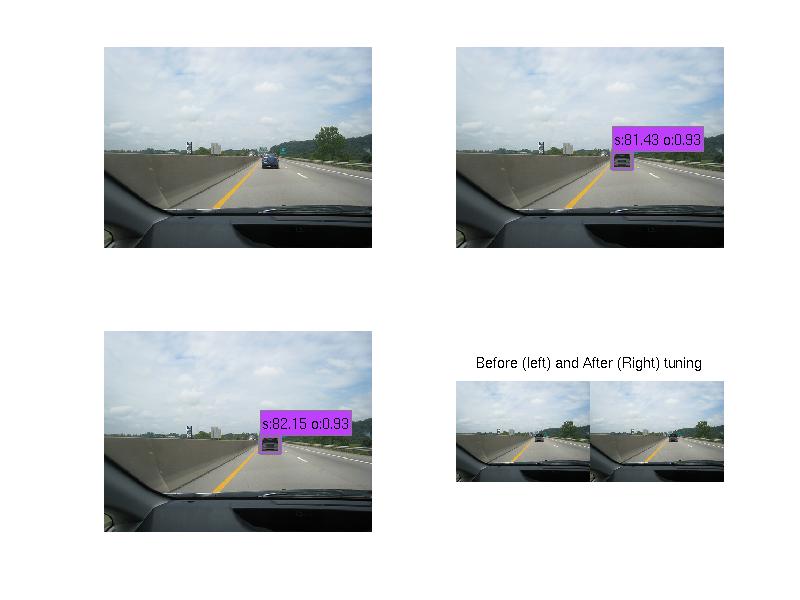 s:81.43 o:0.93
s:82.15 o:0.93
Before (left) and After (Right) tuning